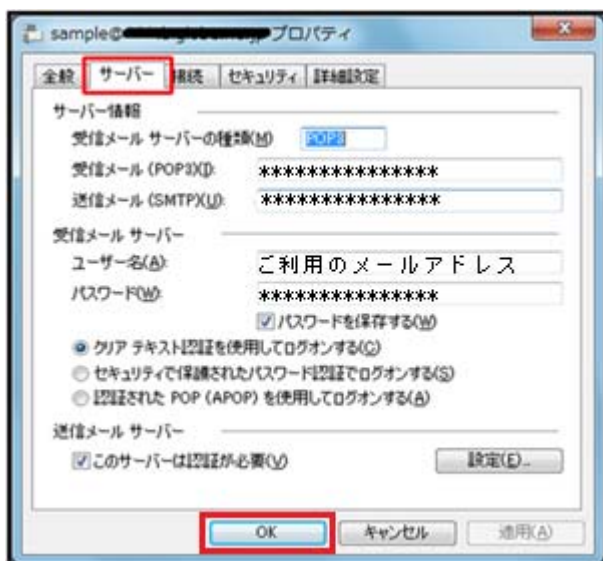 sample@ プロパティ
全般 サーバー 接続 セキュリティ 詳細設定
サーバー情報
受信メール サーバーの種類(M) POP3
受信メール (POP3)(I): ***************
送信メール (SMTP)(U): ***************
受信メール サーバー
ユーザー名(A): ご利用のメールアドレス
パスワード(W): ***************
パスワードを保存する(W)
クリア テキスト認証を使用してログオンする(C)
セキュリティで保護されたパスワード認証でログオンする(S)
認証された POP (APOP) を使用してログオンする(A)
送信メール サーバー
このサーバーは認証が必要(V) 設定(E)...
OK キャンセル 適用(A)